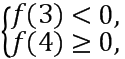 f(3) < 0,
f(4) ≥ 0,